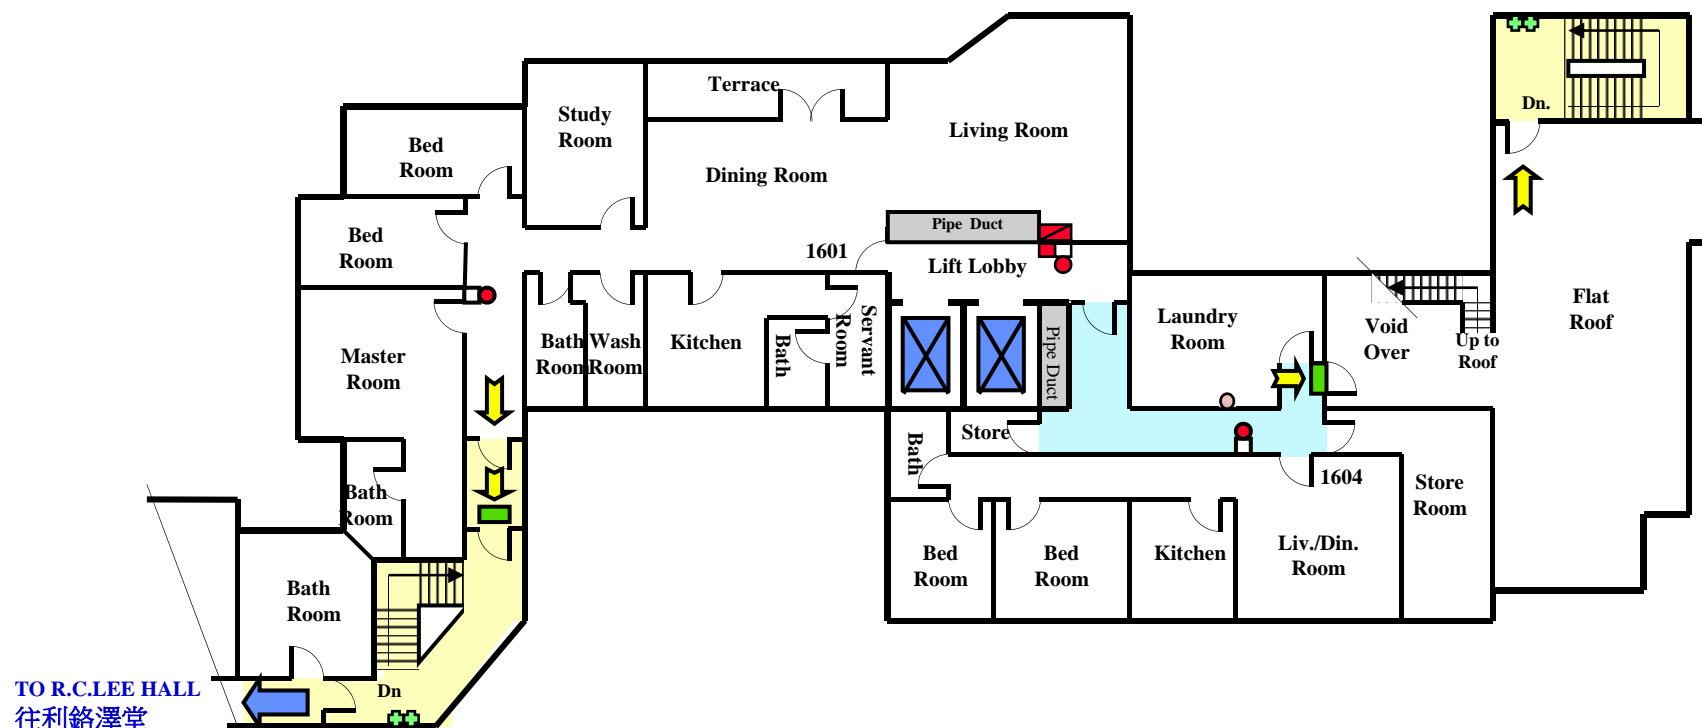 Terrace
Study
Room
Living Room
Dn.
Bed
Room
Dining Room
Pipe  Duct
Bed
Room
1601
Lift Lobby
Flat
Roof
Laundry
Room
Void
Over
Up to
Roof
Master
Room
Bath
Room
Wash
Room
Kitchen
Bath
Servant
Room
Pipe Duct
Bath
Store
1604
Store
Room
Bath
Room
Bed
Room
Bed
Room
Kitchen
Liv./Din.
Room
Bath
Room
Dn
TO R.C.LEE HALL
往利銘澤堂